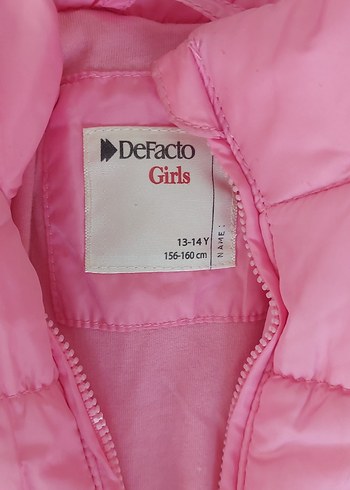 DeFacto
Girls
13-14 Y
156-160 cm
NAME: